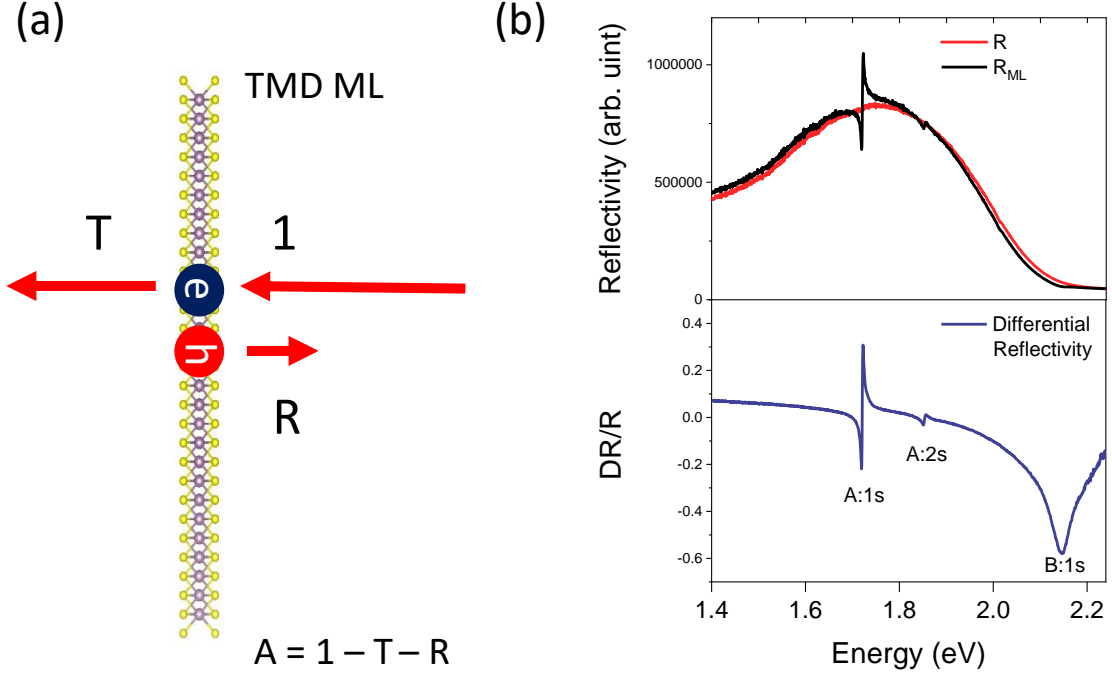 (a)
TMD ML
T
1
e
h
R
A = 1 – T – R
(b)
R
R_ML
Reflectivity (arb. uint)
1000000
500000
0
Differential
Reflectivity
DR/R
0.4
0.2
0.0
-0.2
-0.4
-0.6
A:1s
A:2s
B:1s
1.4 1.6 1.8 2.0 2.2
Energy (eV)